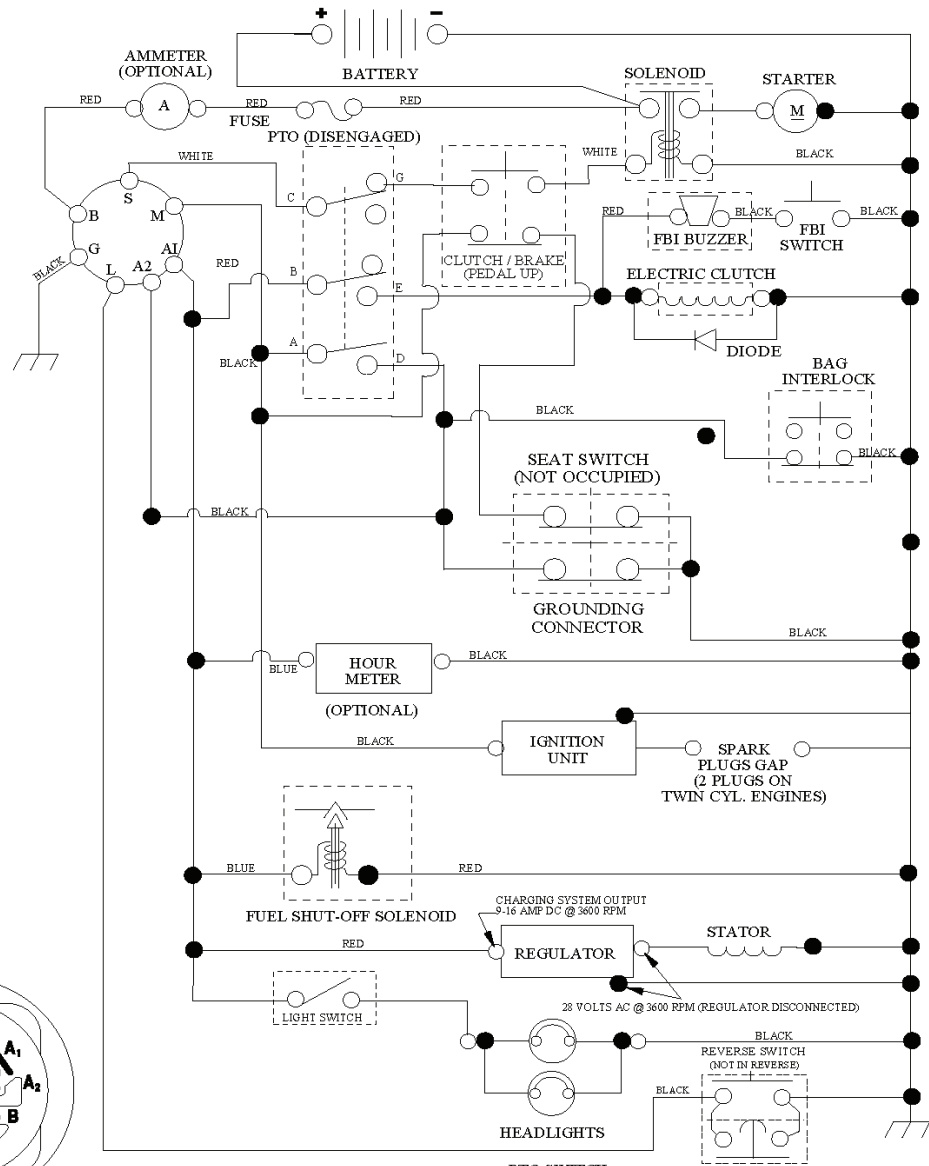 + −
BATTERY
AMMETER
(OPTIONAL)
SOLENOID
STARTER
RED
A
RED
FUSE
RED
M
PTO (DISENGAGED)
WHITE
WHITE
BLACK
S
B
M
G
A1
L
A2
BLACK
RED
BLACK
C
G
B
E
A
D
CLUTCH / BRAKE
(PEDAL UP)
RED
BLACK
BLACK
FBI BUZZER
FBI
SWITCH
ELECTRIC CLUTCH
DIODE
BAG
INTERLOCK
BLACK
BLACK
SEAT SWITCH
(NOT OCCUPIED)
BLACK
GROUNDING
CONNECTOR
BLACK
BLUE
HOUR
METER
BLACK
(OPTIONAL)
BLACK
IGNITION
UNIT
SPARK
PLUGS GAP
(2 PLUGS ON
TWIN CYL. ENGINES)
BLUE
RED
FUEL SHUT-OFF SOLENOID
CHARGING SYSTEM OUTPUT
9-16 AMP DC @ 3600 RPM
RED
REGULATOR
STATOR
28 VOLTS AC @ 3600 RPM (REGULATOR DISCONNECTED)
LIGHT SWITCH
BLACK
REVERSE SWITCH
(NOT IN REVERSE)
BLACK
HEADLIGHTS
A1
A2
B